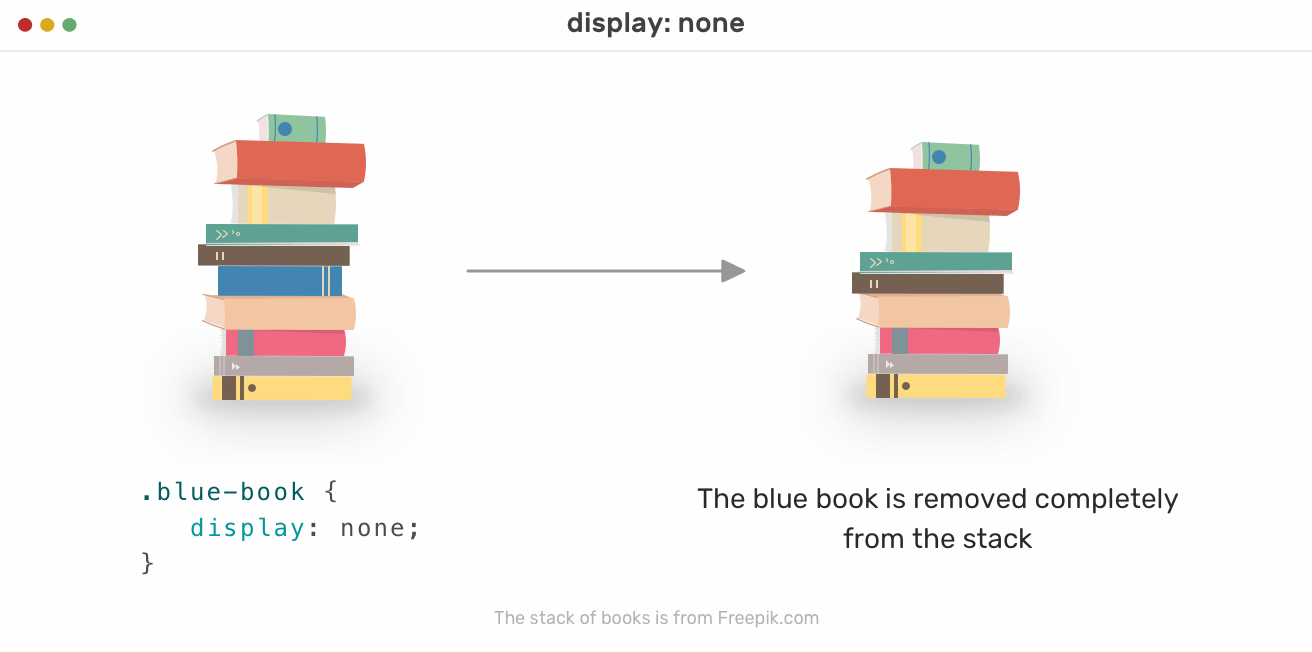 display: none
.blue-book {
display: none;
}
The blue book is removed completely
from the stack
The stack of books is from Freepik.com